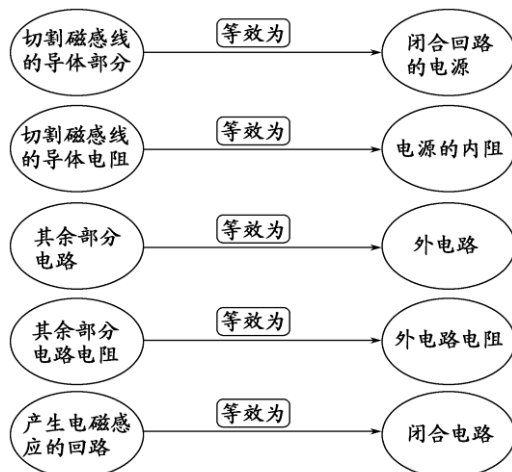 切割磁感线
的导体部分
等效为
闭合回路
的电源
切割磁感线
的导体电阻
等效为
电源的内阻
其余部分
电路
等效为
外电路
其余部分
电路电阻
等效为
外电路电阻
产生电磁感
应的回路
等效为
闭合电路